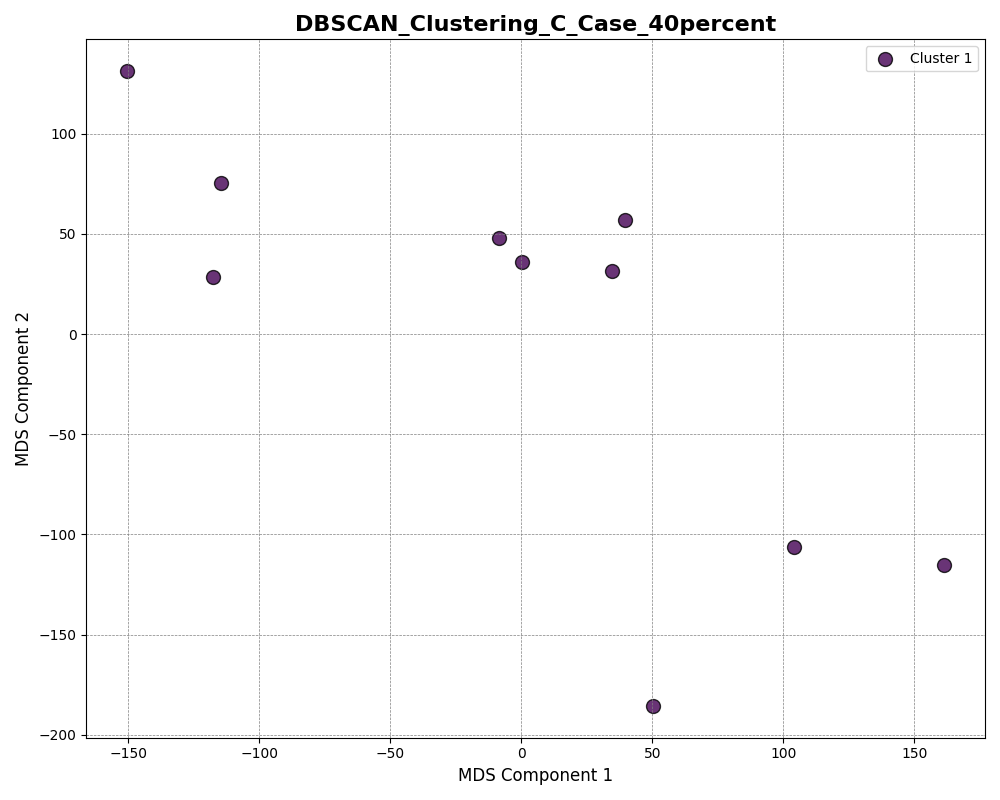 DBSCAN_Clustering_C_Case_40percent
Cluster 1
100
50
0
−50
−100
−150
−200
MDS Component 2
−150 −100 −50 0 50 100 150
MDS Component 1